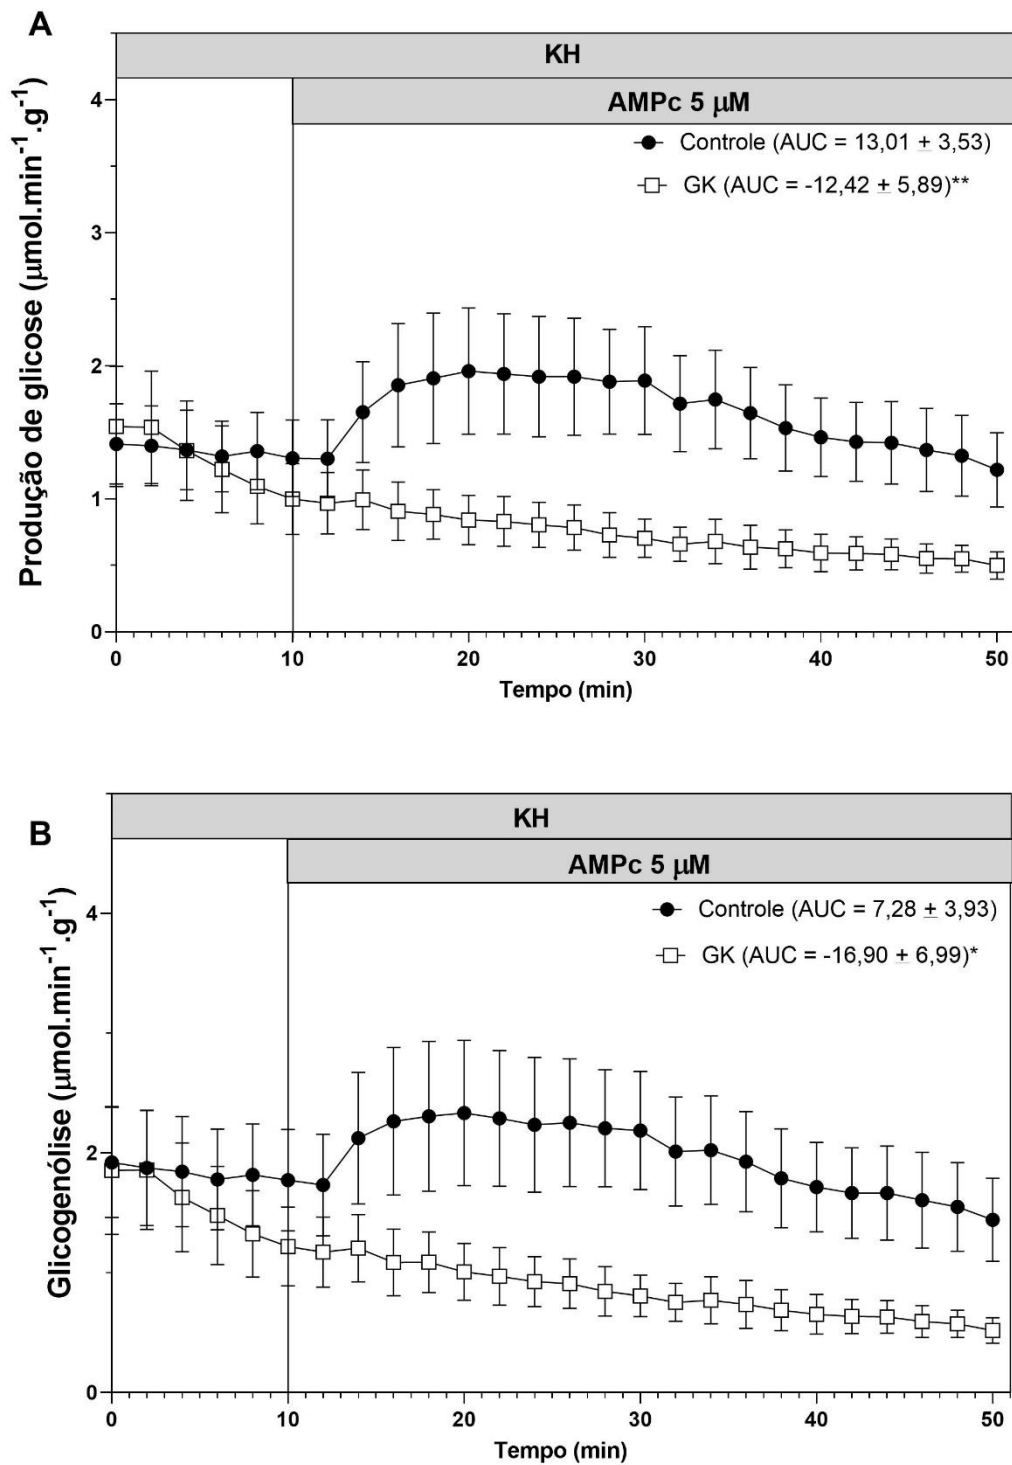 A
KH
AMPc 5 μM
Controle (AUC = 13,01 ± 3,53)
GK (AUC = -12,42 ± 5,89)**
Produção de glicose (μmol.min⁻¹.g⁻¹)
4
3
2
1
0
0 10 20 30 40 50
Tempo (min)
B
KH
AMPc 5 μM
Controle (AUC = 7,28 ± 3,93)
GK (AUC = -16,90 ± 6,99)*
Glicogenólise (μmol.min⁻¹.g⁻¹)
4
2
0
0 10 20 30 40 50
Tempo (min)